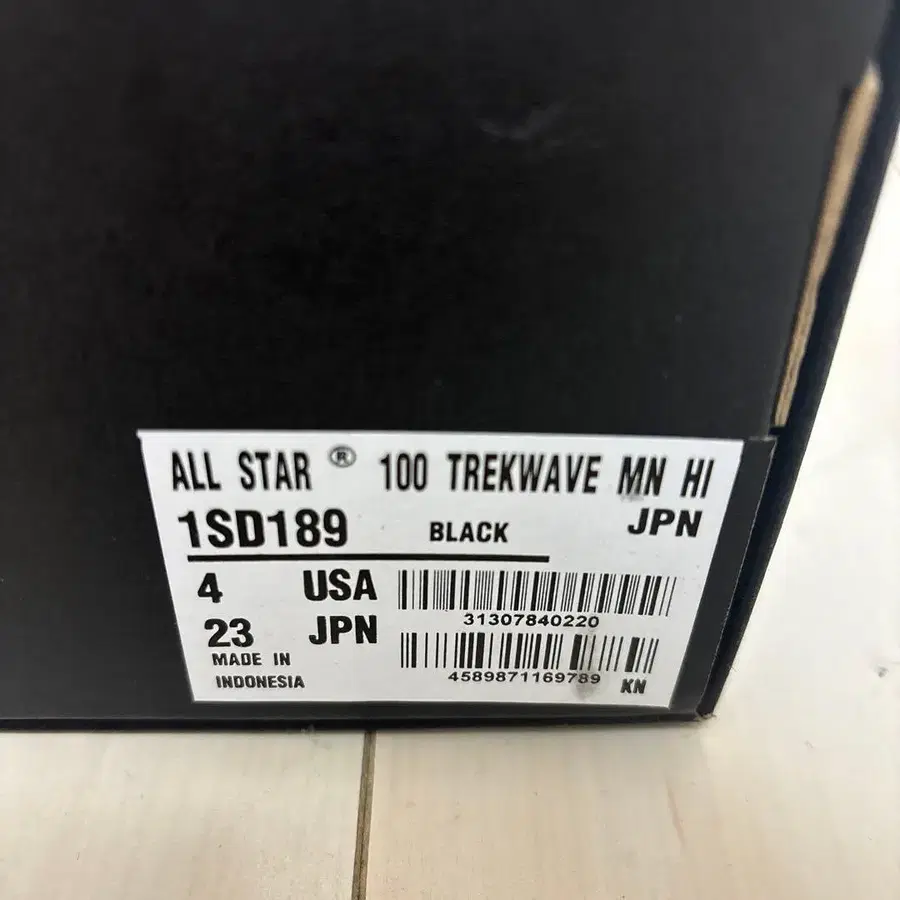 ALL STAR ® 100 TREKWAVE MN HI
1SD189 BLACK JPN
4 USA
31307840220
23 JPN
MADE IN
INDONESIA
4589871169789 KN